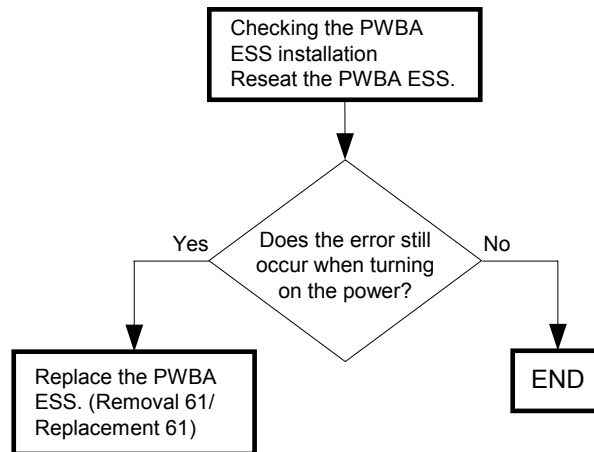 Checking the PWBA
ESS installation
Reseat the PWBA ESS.
Yes
Does the error still
occur when turning
on the power?
No
Replace the PWBA
ESS. (Removal 61/
Replacement 61)
END